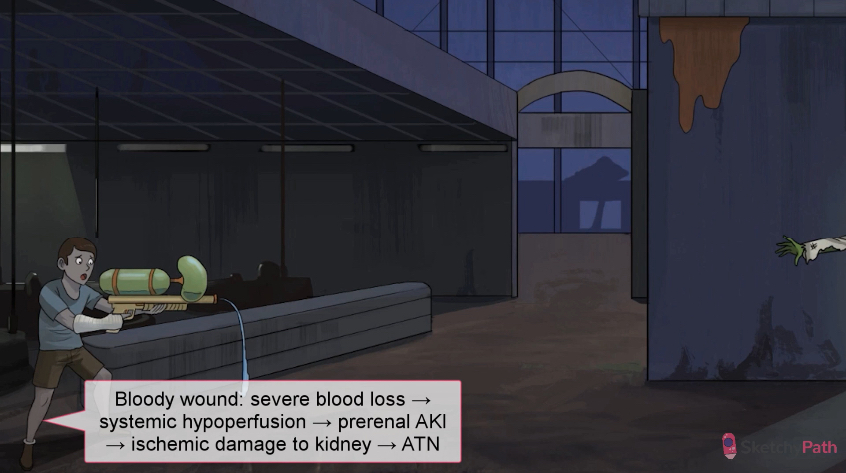 Bloody wound: severe blood loss →
systemic hypoperfusion → prerenal AKI
→ ischemic damage to kidney → ATN
SketchyPath